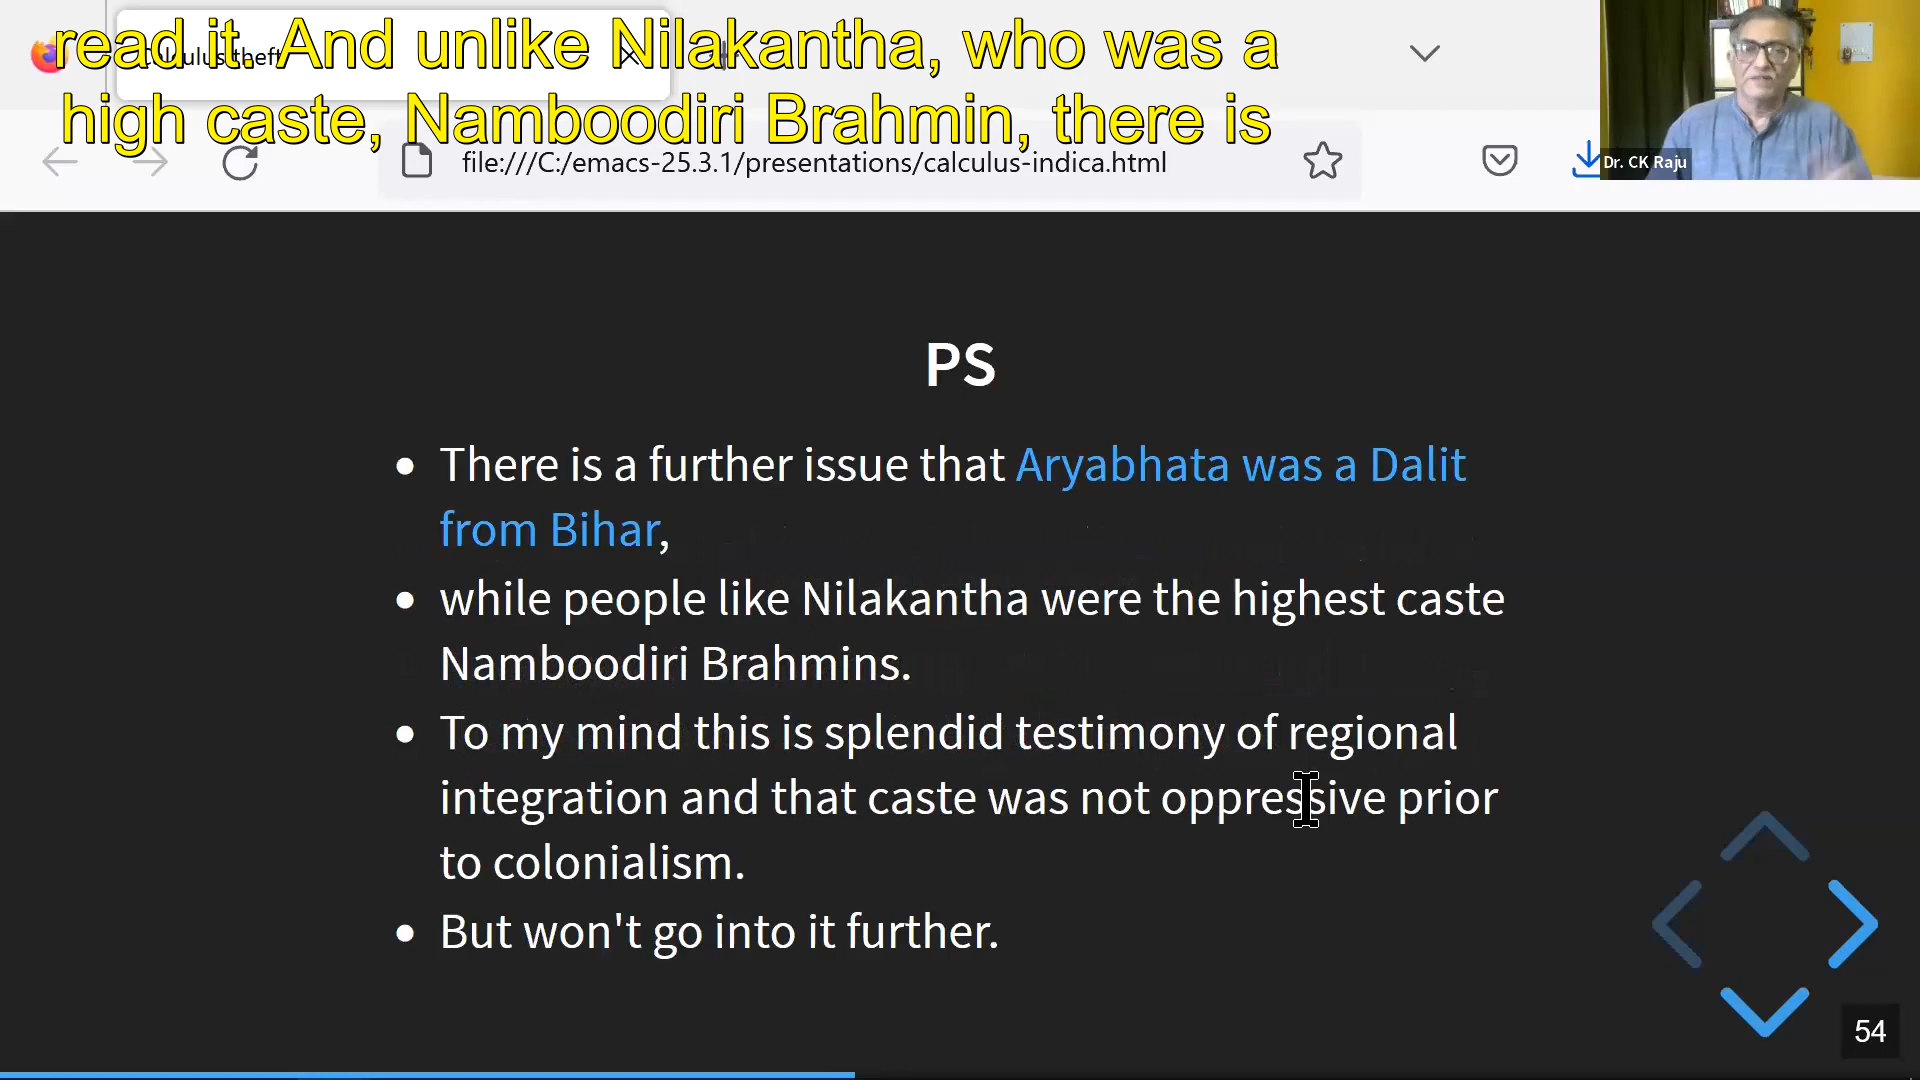 read it. And unlike Nilakantha, who was a
high caste, Namboodiri Brahmin, there is
Calculus theft
file:///C:/emacs-25.3.1/presentations/calculus-indica.html
Dr. CK Raju
PS
• There is a further issue that Aryabhata was a Dalit
from Bihar,
• while people like Nilakantha were the highest caste
Namboodiri Brahmins.
• To my mind this is splendid testimony of regional
integration and that caste was not oppressive prior
to colonialism.
• But won't go into it further.
54